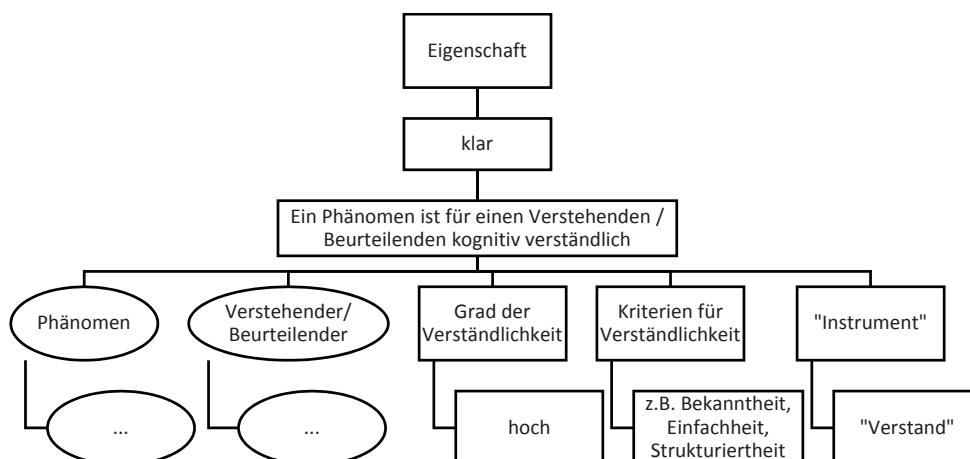 Eigenschaft
klar
Ein Phänomen ist für einen Verstehenden /
Beurteilenden kognitiv verständlich
Phänomen
Verstehender/
Beurteilender
Grad der
Verständlichkeit
Kriterien für
Verständlichkeit
"Instrument"
...
...
hoch
z.B. Bekanntheit,
Einfachheit,
Strukturiertheit
"Verstand"